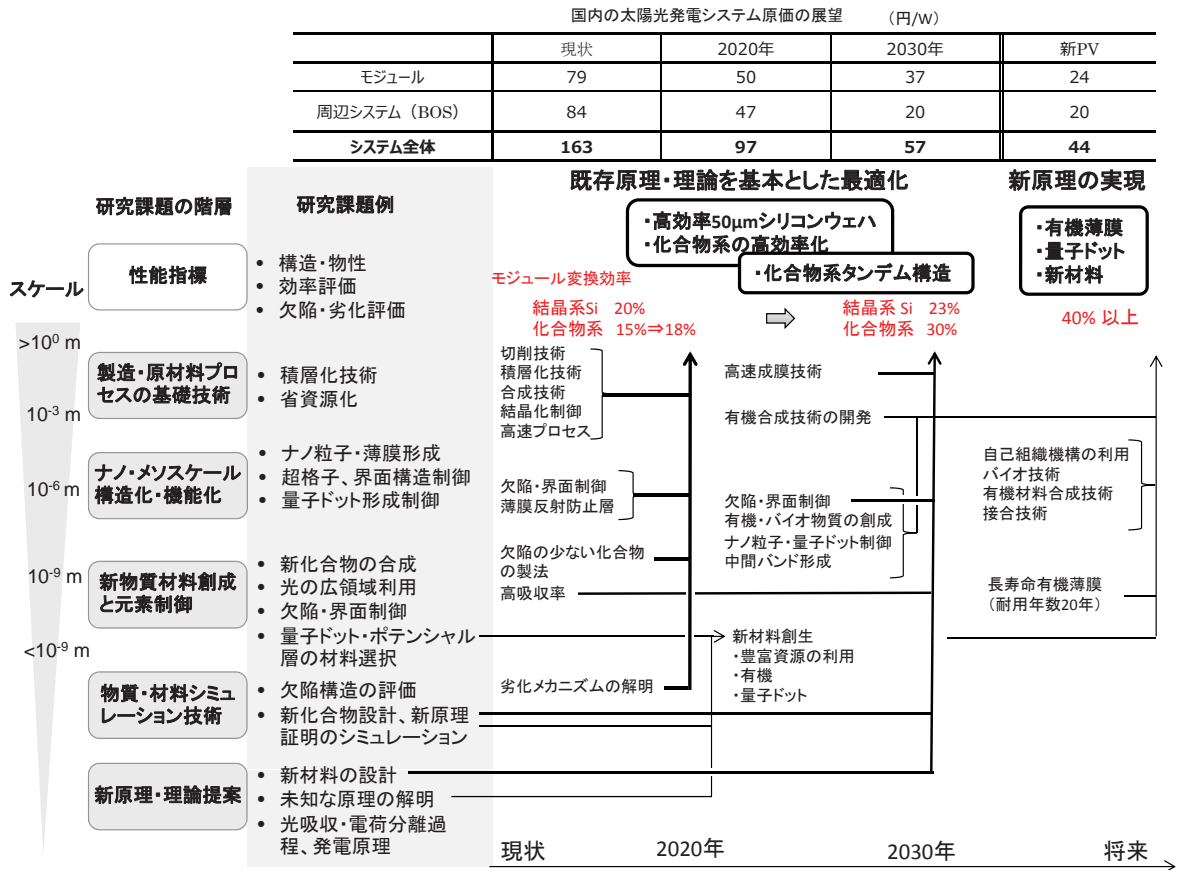 国内の太陽光発電システム原価の展望 （円/W）
現状 2020年 2030年 新PV
モジュール 79 50 37 24
周辺システム（BOS） 84 47 20 20
システム全体 163 97 57 44
既存原理・理論を基本とした最適化
新原理の実現
研究課題の階層
研究課題例
・高効率50μmシリコンウェハ
・化合物系の高効率化
・化合物系タンデム構造
・有機薄膜
・量子ドット
・新材料
スケール
>10⁰ m
10⁻³ m
10⁻⁶ m
10⁻⁹ m
<10⁻⁹ m
性能指標
• 構造・物性
• 効率評価
• 欠陥・劣化評価
モジュール変換効率
結晶系Si 20%
化合物系 15%⇒18%
結晶系 Si 23%
化合物系 30%
40% 以上
製造・原材料プロ
セスの基礎技術
• 積層化技術
• 省資源化
切削技術
積層化技術
合成技術
結晶化制御
高速プロセス
高速成膜技術
有機合成技術の開発
ナノ・メソスケール
構造化・機能化
• ナノ粒子・薄膜形成
• 超格子、界面構造制御
• 量子ドット形成制御
欠陥・界面制御
薄膜反射防止層
欠陥・界面制御
有機・バイオ物質の創成
ナノ粒子・量子ドット制御
中間バンド形成
自己組織機構の利用
バイオ技術
有機材料合成技術
接合技術
新物質材料創成
と元素制御
• 新化合物の合成
• 光の広領域利用
• 欠陥・界面制御
• 量子ドット・ポテンシャル
層の材料選択
欠陥の少ない化合物
の製法
高吸収率
長寿命有機薄膜
（耐用年数20年）
新材料創生
・豊富資源の利用
・有機
・量子ドット
物質・材料シミュ
レーション技術
• 欠陥構造の評価
• 新化合物設計、新原理
証明のシミュレーション
劣化メカニズムの解明
新原理・理論提案
• 新材料の設計
• 未知な原理の解明
• 光吸収・電荷分離過
程、発電原理
現状 2020年 2030年 将来